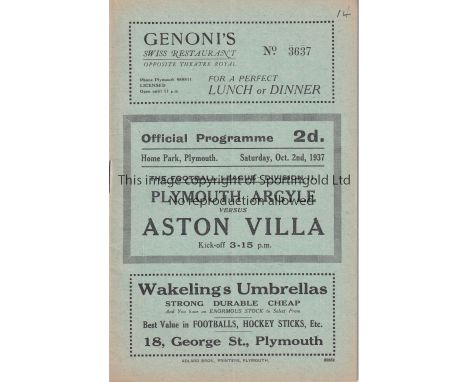 14
GENONI'S
SWISS RESTAURANT
OPPOSITE THEATRE ROYAL
No 3637
LICENSED
Open until 11 p.m.
FOR A PERFECT
LUNCH or DINNER
Official Programme 2d.
Home Park, Plymouth. Saturday, Oct. 2nd, 1937
THE FOOTBALL LEAGUE DIVISION II.
This image copyright of Sportingold Ltd
PLYMOUTH ARGYLE
No reproduction allowed
VERSUS
ASTON VILLA
Kick-off 3-15 p.m.
Wakelings Umbrellas
STRONG DURABLE CHEAP
And You have an ENORMOUS STOCK to Select From
Best Value in FOOTBALLS, HOCKEY STICKS, Etc.
18, George St., Plymouth
ADLARD BROS., PRINTERS, PLYMOUTH.